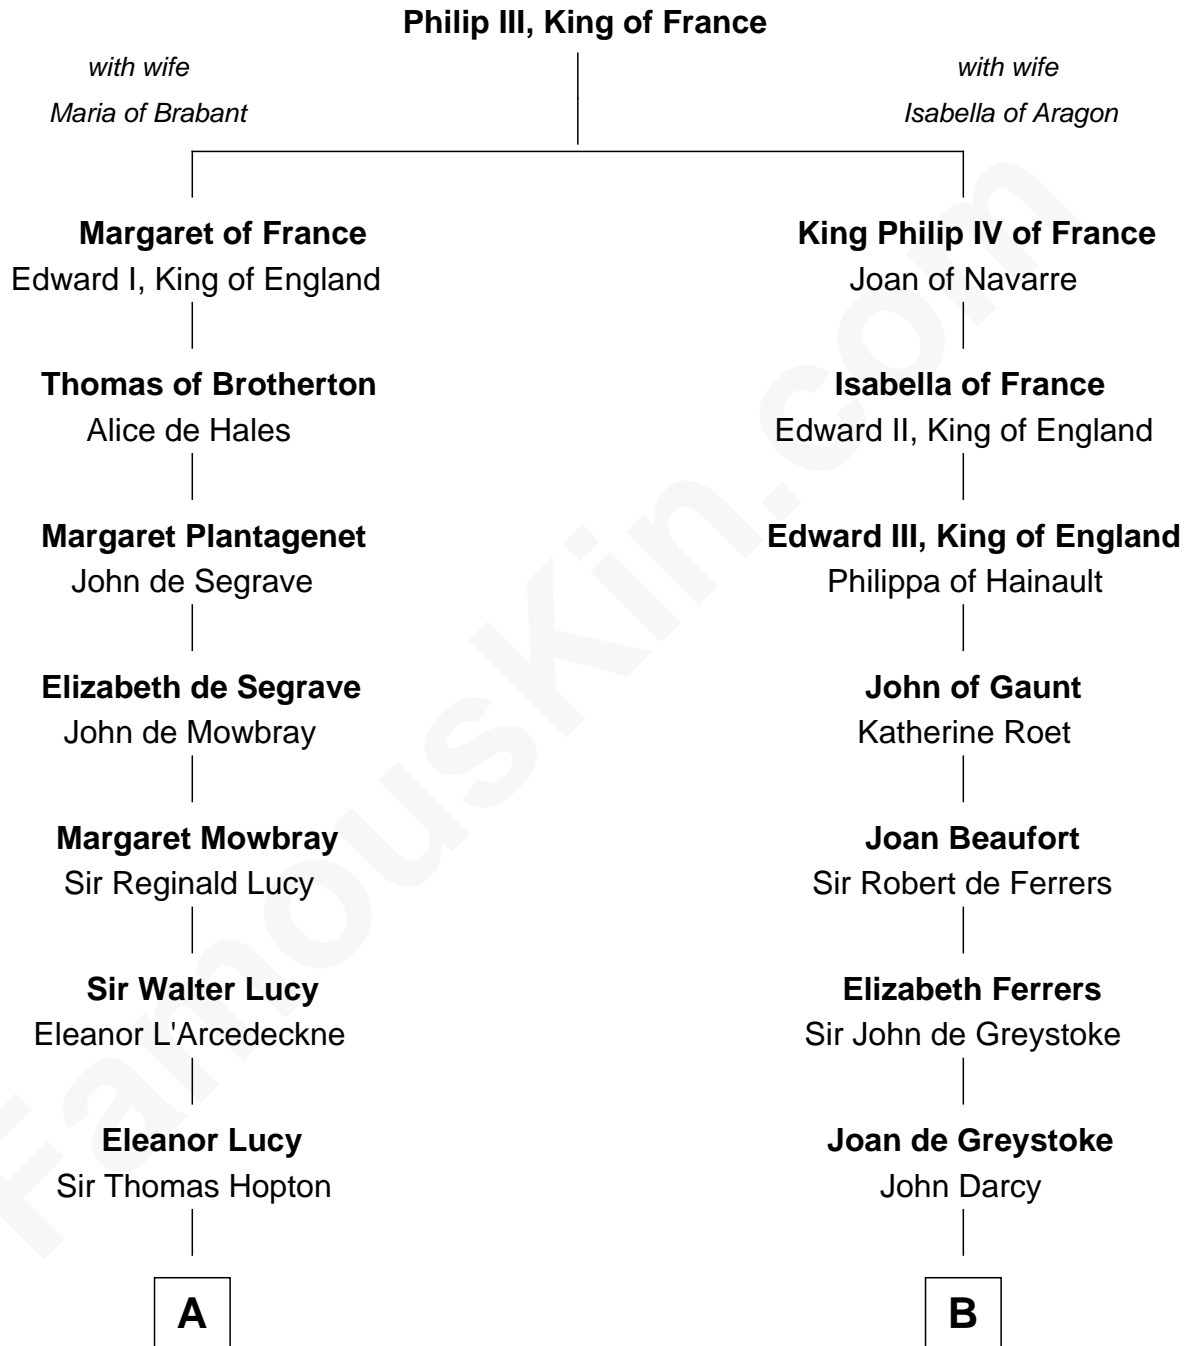 Philip III, King of France
with wife
Maria of Brabant
with wife
Isabella of Aragon
Margaret of France
Edward I, King of England
King Philip IV of France
Joan of Navarre
Thomas of Brotherton
Alice de Hales
Isabella of France
Edward II, King of England
Margaret Plantagenet
John de Segrave
Edward III, King of England
Philippa of Hainault
Elizabeth de Segrave
John de Mowbray
John of Gaunt
Katherine Roet
Margaret Mowbray
Sir Reginald Lucy
Joan Beaufort
Sir Robert de Ferrers
Sir Walter Lucy
Eleanor L'Arcedeckne
Elizabeth Ferrers
Sir John de Greystoke
Eleanor Lucy
Sir Thomas Hopton
Joan de Greystoke
John Darcy
A
B
FamousKin.com